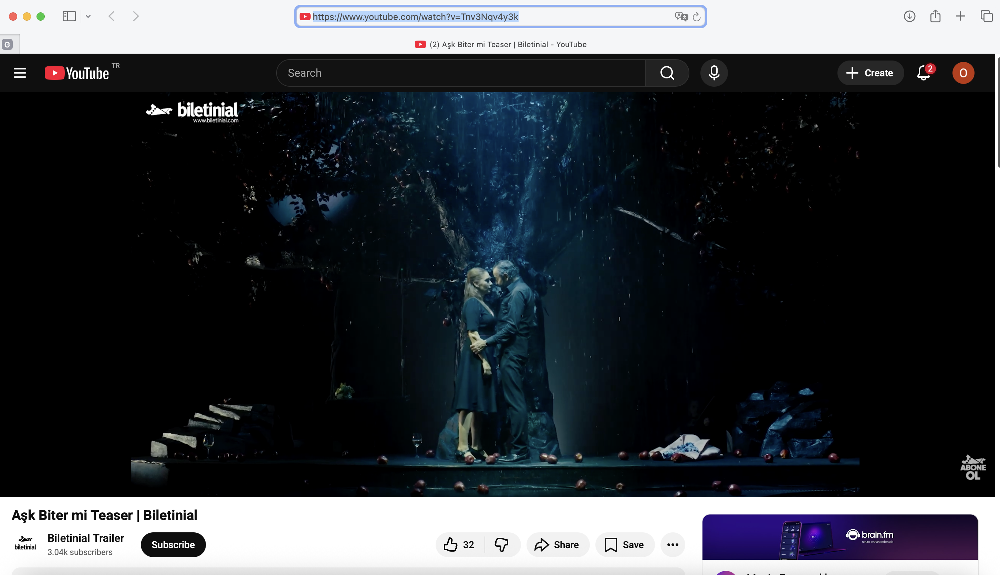 https://www.youtube.com/watch?v=Tnv3Nqv4y3k
G
(2) Aşk Biter mi Teaser | Biletinial - YouTube
YouTube TR
Search
Create
2
O
biletinial
www.biletinial.com
ABONE
OL
Aşk Biter mi Teaser | Biletinial
biletinial
Biletinial Trailer
3.04k subscribers
Subscribe
32
Share
Save
brain.fm
neuro-enhanced music